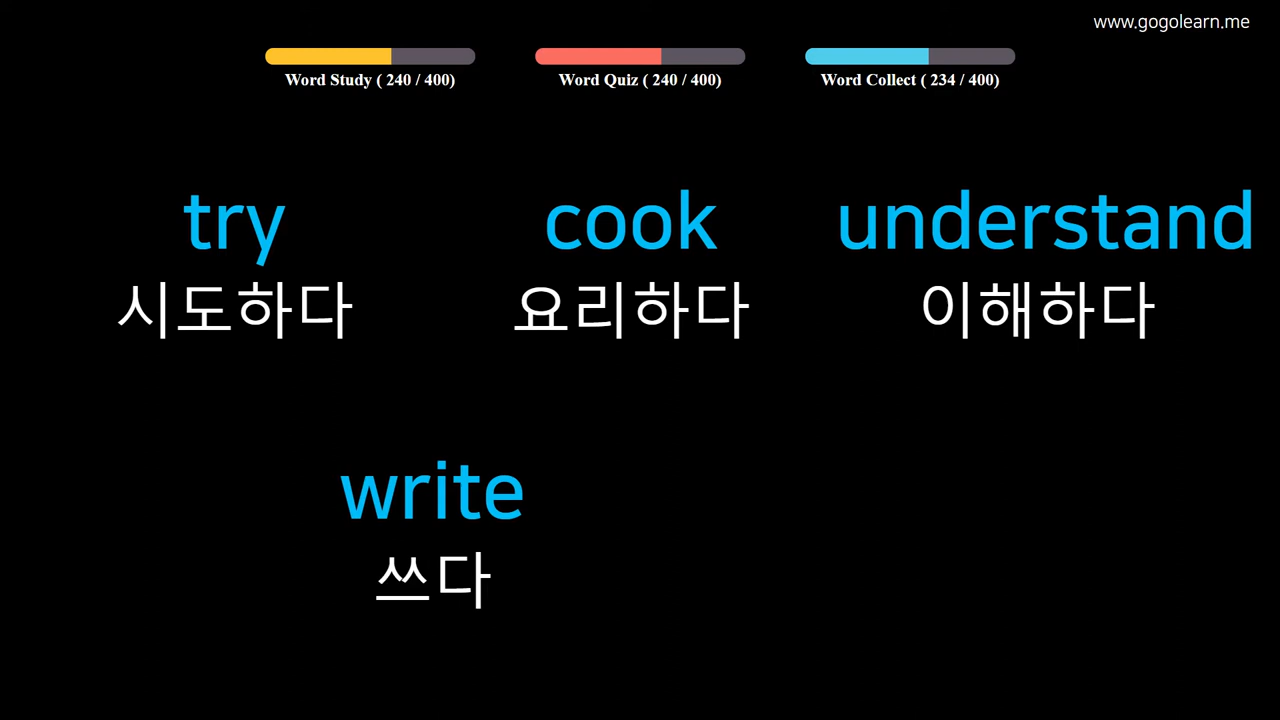 www.gogolearn.me
Word Study ( 240 / 400) Word Quiz ( 240 / 400) Word Collect ( 234 / 400)
try cook understand
시도하다 요리하다 이해하다
write
쓰다